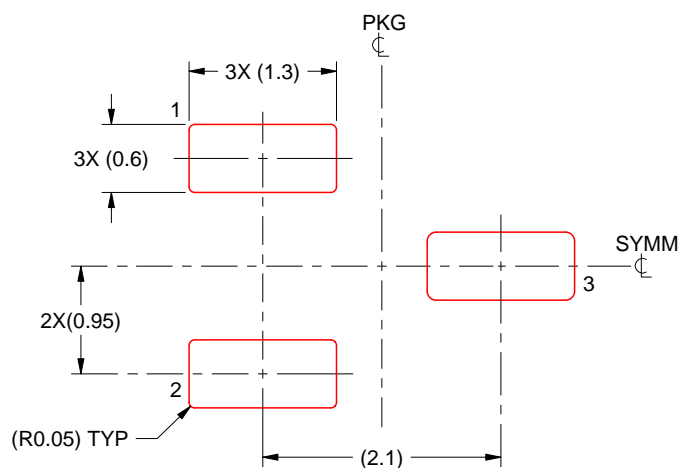 PKG
℄
3X (1.3)
1
3X (0.6)
SYMM
℄
3
2X(0.95)
2
(R0.05) TYP
(2.1)